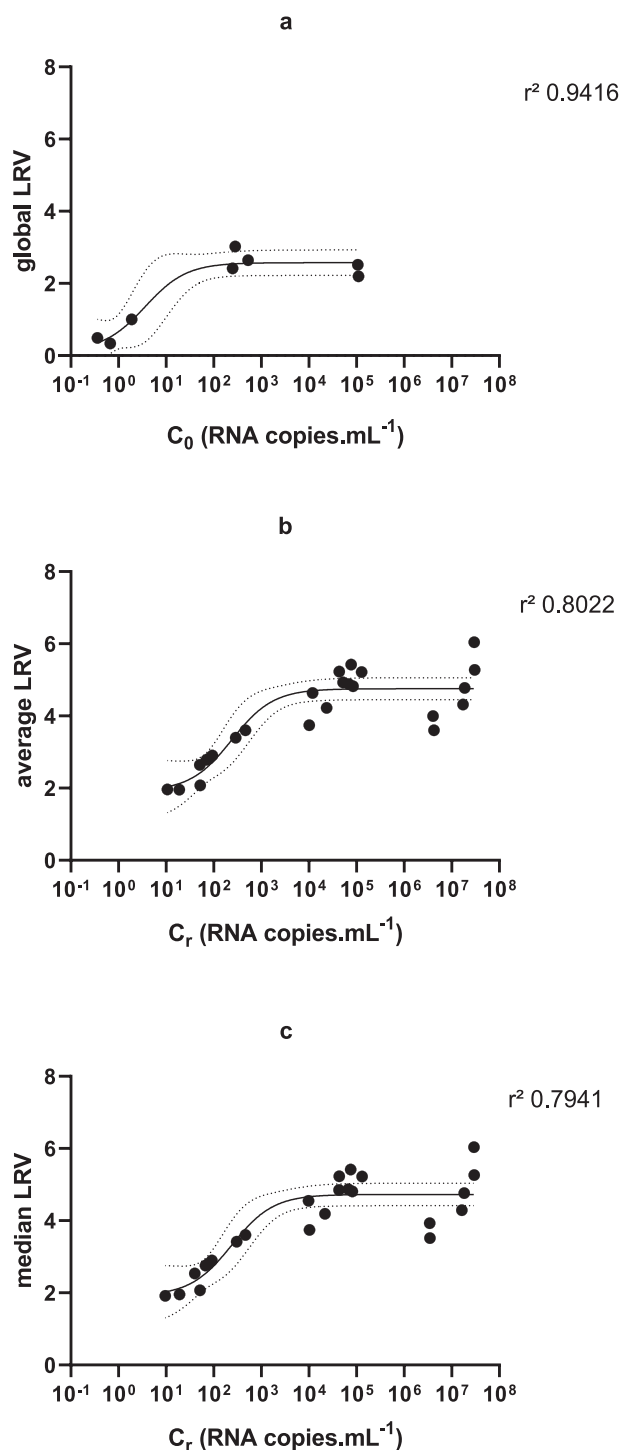 a
r² 0.9416
8
6
4
2
0
global LRV
10⁻¹ 10⁰ 10¹ 10² 10³ 10⁴ 10⁵ 10⁶ 10⁷ 10⁸
C₀ (RNA copies.mL⁻¹)
b
r² 0.8022
8
6
4
2
0
average LRV
10⁻¹ 10⁰ 10¹ 10² 10³ 10⁴ 10⁵ 10⁶ 10⁷ 10⁸
Cᵣ (RNA copies.mL⁻¹)
c
r² 0.7941
8
6
4
2
0
median LRV
10⁻¹ 10⁰ 10¹ 10² 10³ 10⁴ 10⁵ 10⁶ 10⁷ 10⁸
Cᵣ (RNA copies.mL⁻¹)